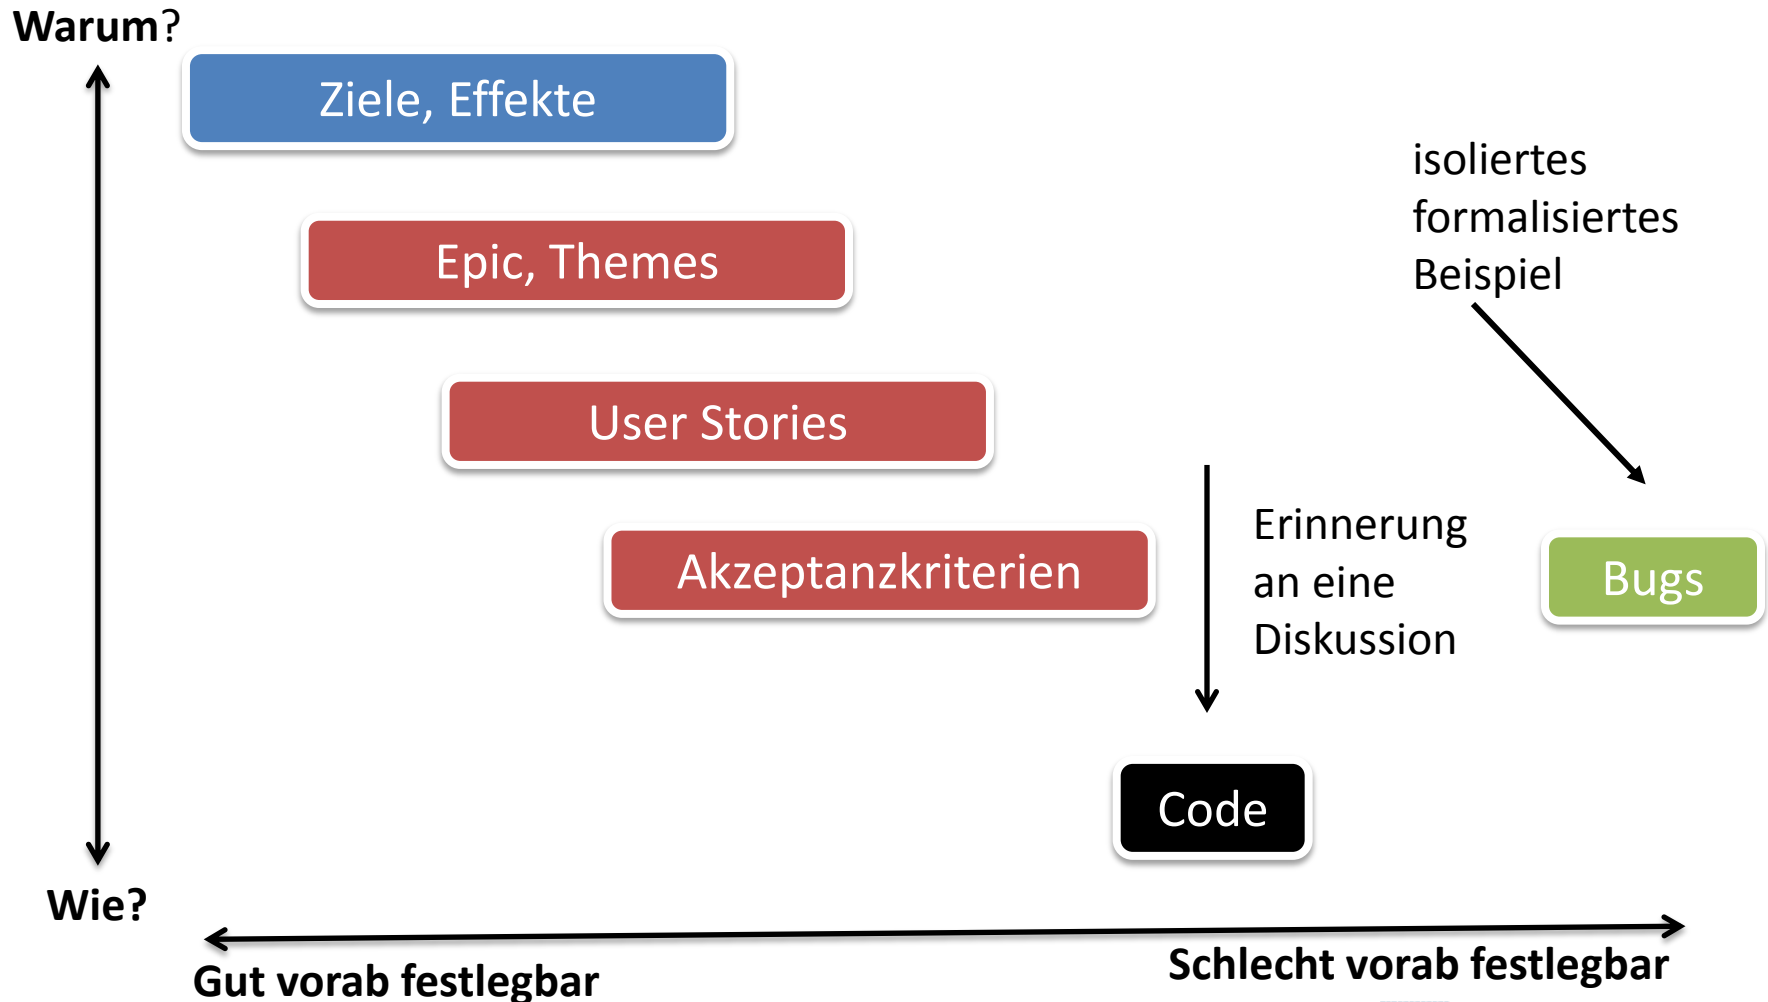 Warum?
Ziele, Effekte
isoliertes
formalisiertes
Beispiel
Epic, Themes
User Stories
Erinnerung
an eine
Diskussion
Akzeptanzkriterien
Bugs
Code
Wie?
Gut vorab festlegbar
Schlecht vorab festlegbar